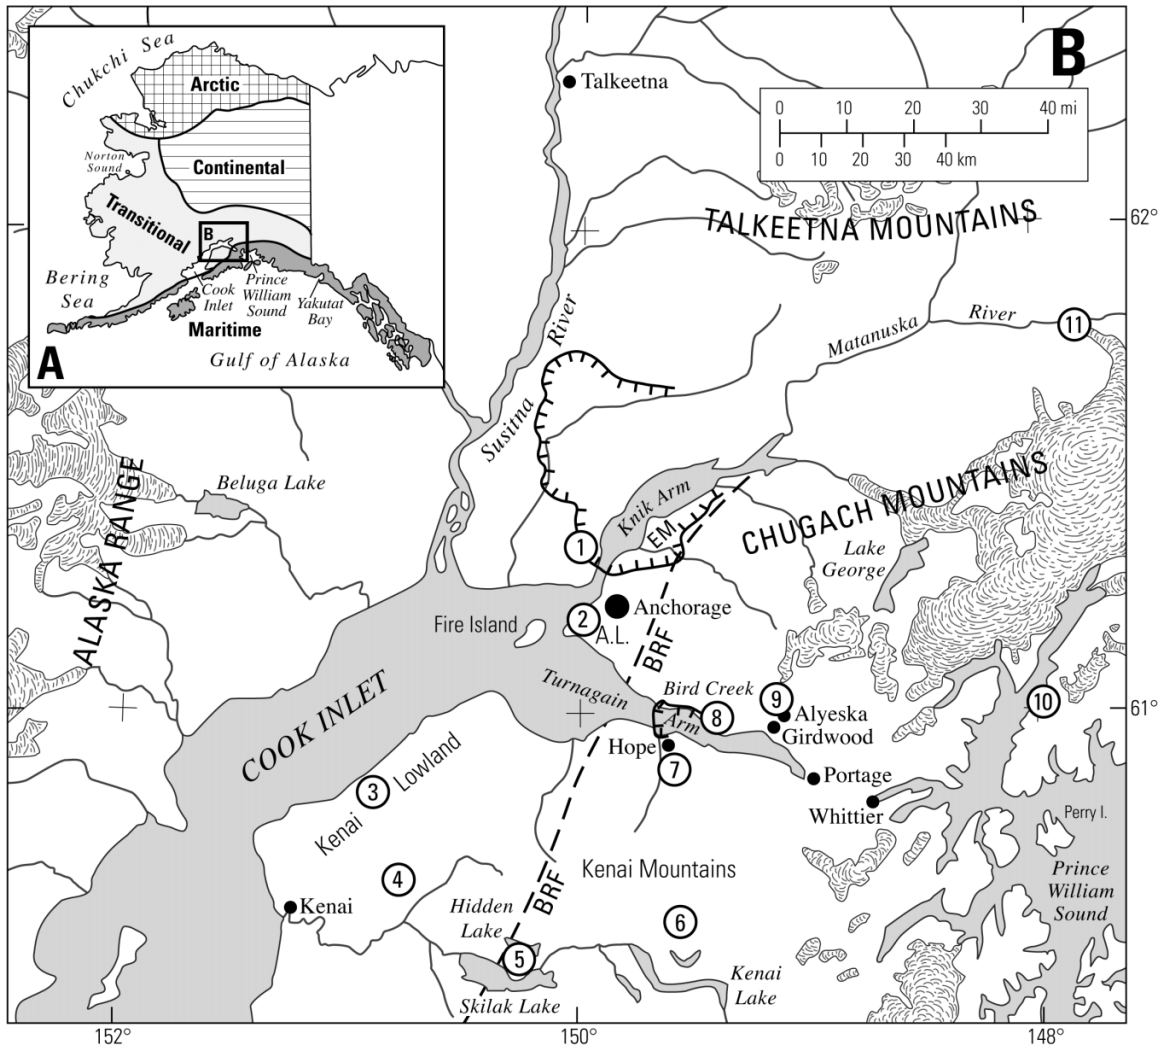 Chukchi Sea
Arctic
Norton
Sound
Continental
Transitional
B
Bering
Sea
Cook
Inlet
Prince
William
Sound
Yakutat
Bay
Maritime
Gulf of Alaska
A
B
Talkeetna
0 10 20 30 40 mi
0 10 20 30 40 km
TALKEETNA MOUNTAINS
62°
Susitna River
Matanuska River
11
ALASKA RANGE
Beluga Lake
Knik Arm
EM
CHUGACH MOUNTAINS
1
Lake
George
Fire Island
2
A.L.
Anchorage
BRF
COOK INLET
Turnagain
Arm
Bird Creek
8
9
Alyeska
Girdwood
10
61°
Hope
7
Portage
Whittier
Perry I.
3
Kenai Lowland
4
Kenai
Kenai Mountains
BRF
Hidden
Lake
5
Skilak Lake
6
Kenai
Lake
Prince
William
Sound
152°
150°
148°